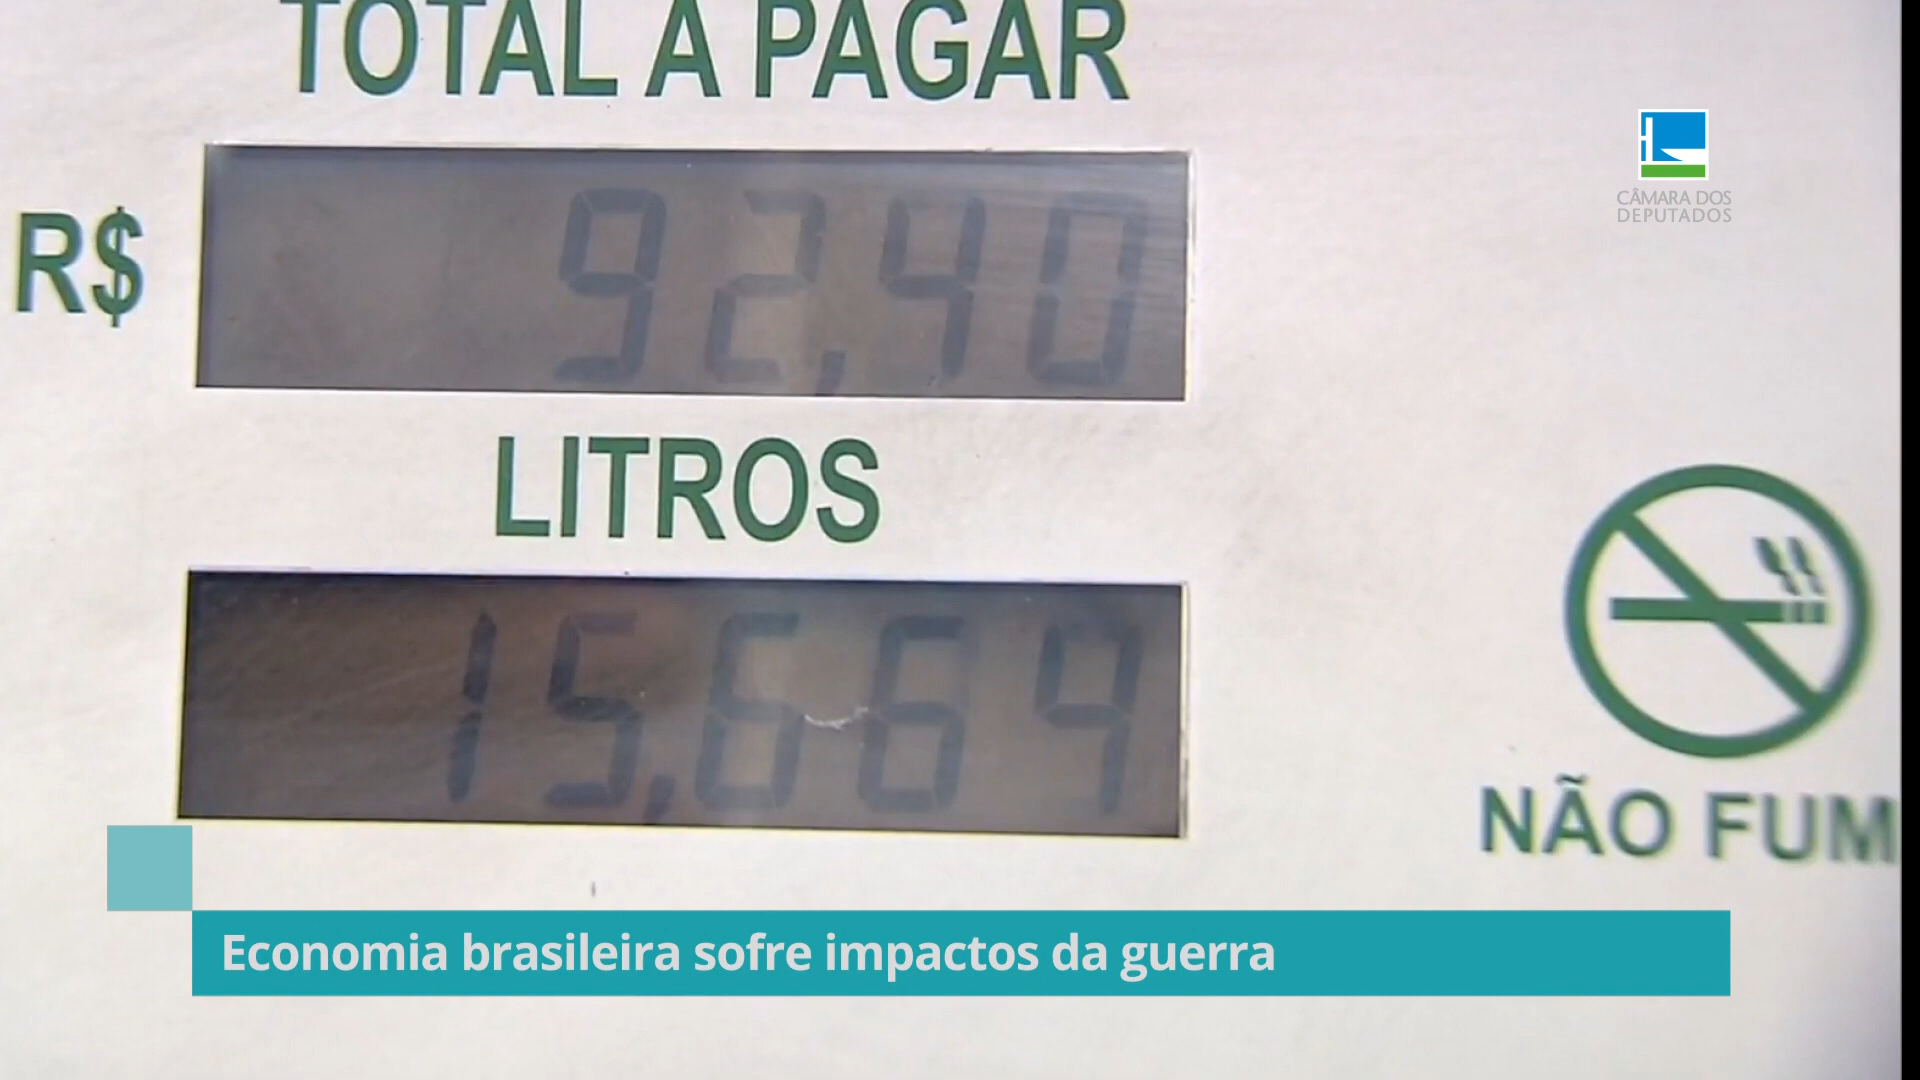 TOTAL A PAGAR
R$ 92,40
CÂMARA DOS
DEPUTADOS
LITROS
15,669
NÃO FUM
Economia brasileira sofre impactos da guerra